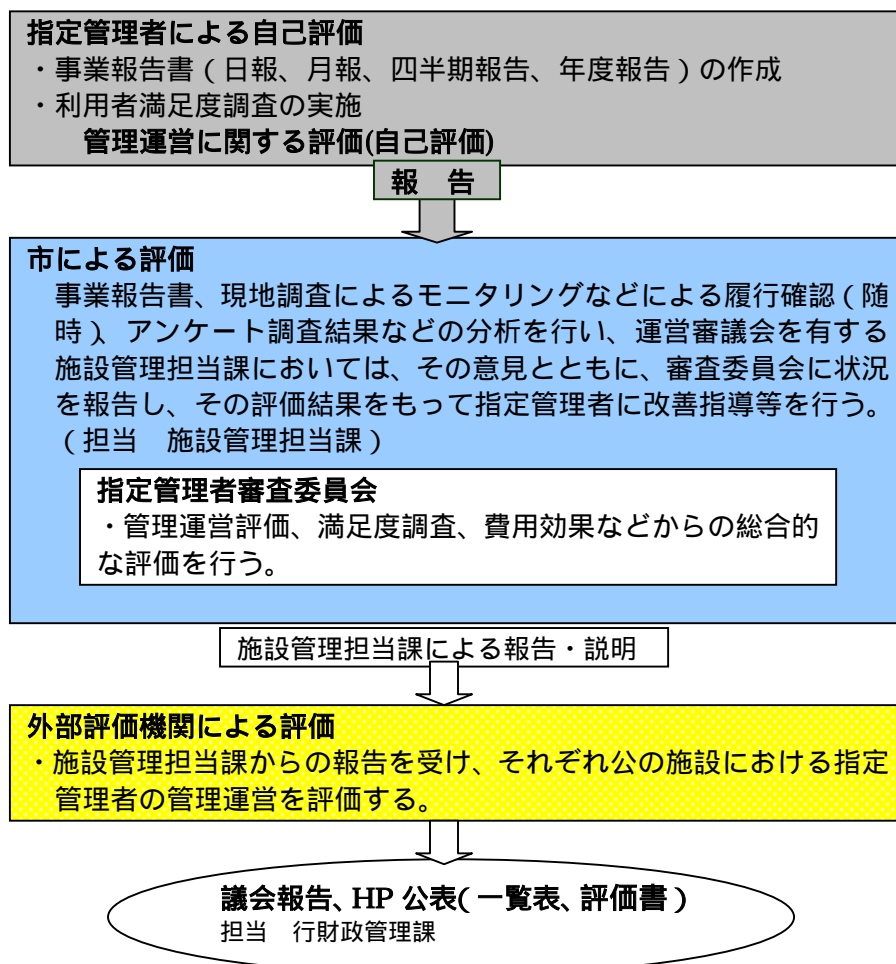 指定管理者による自己評価
・事業報告書(日報、月報、四半期報告、年度報告)の作成
・利用者満足度調査の実施
管理運営に関する評価(自己評価)
報 告
市による評価
事業報告書、現地調査によるモニタリングなどによる履行確認(随
時)、アンケート調査結果などの分析を行い、運営審議会を有する
施設管理担当課においては、その意見とともに、審査委員会に状況
を報告し、その評価結果をもって指定管理者に改善指導等を行う。
(担当 施設管理担当課)
指定管理者審査委員会
・管理運営評価、満足度調査、費用効果などからの総合的
な評価を行う。
施設管理担当課による報告・説明
外部評価機関による評価
・施設管理担当課からの報告を受け、それぞれ公の施設における指定
管理者の管理運営を評価する。
議会報告、HP 公表(一覧表、評価書)
担当 行財政管理課